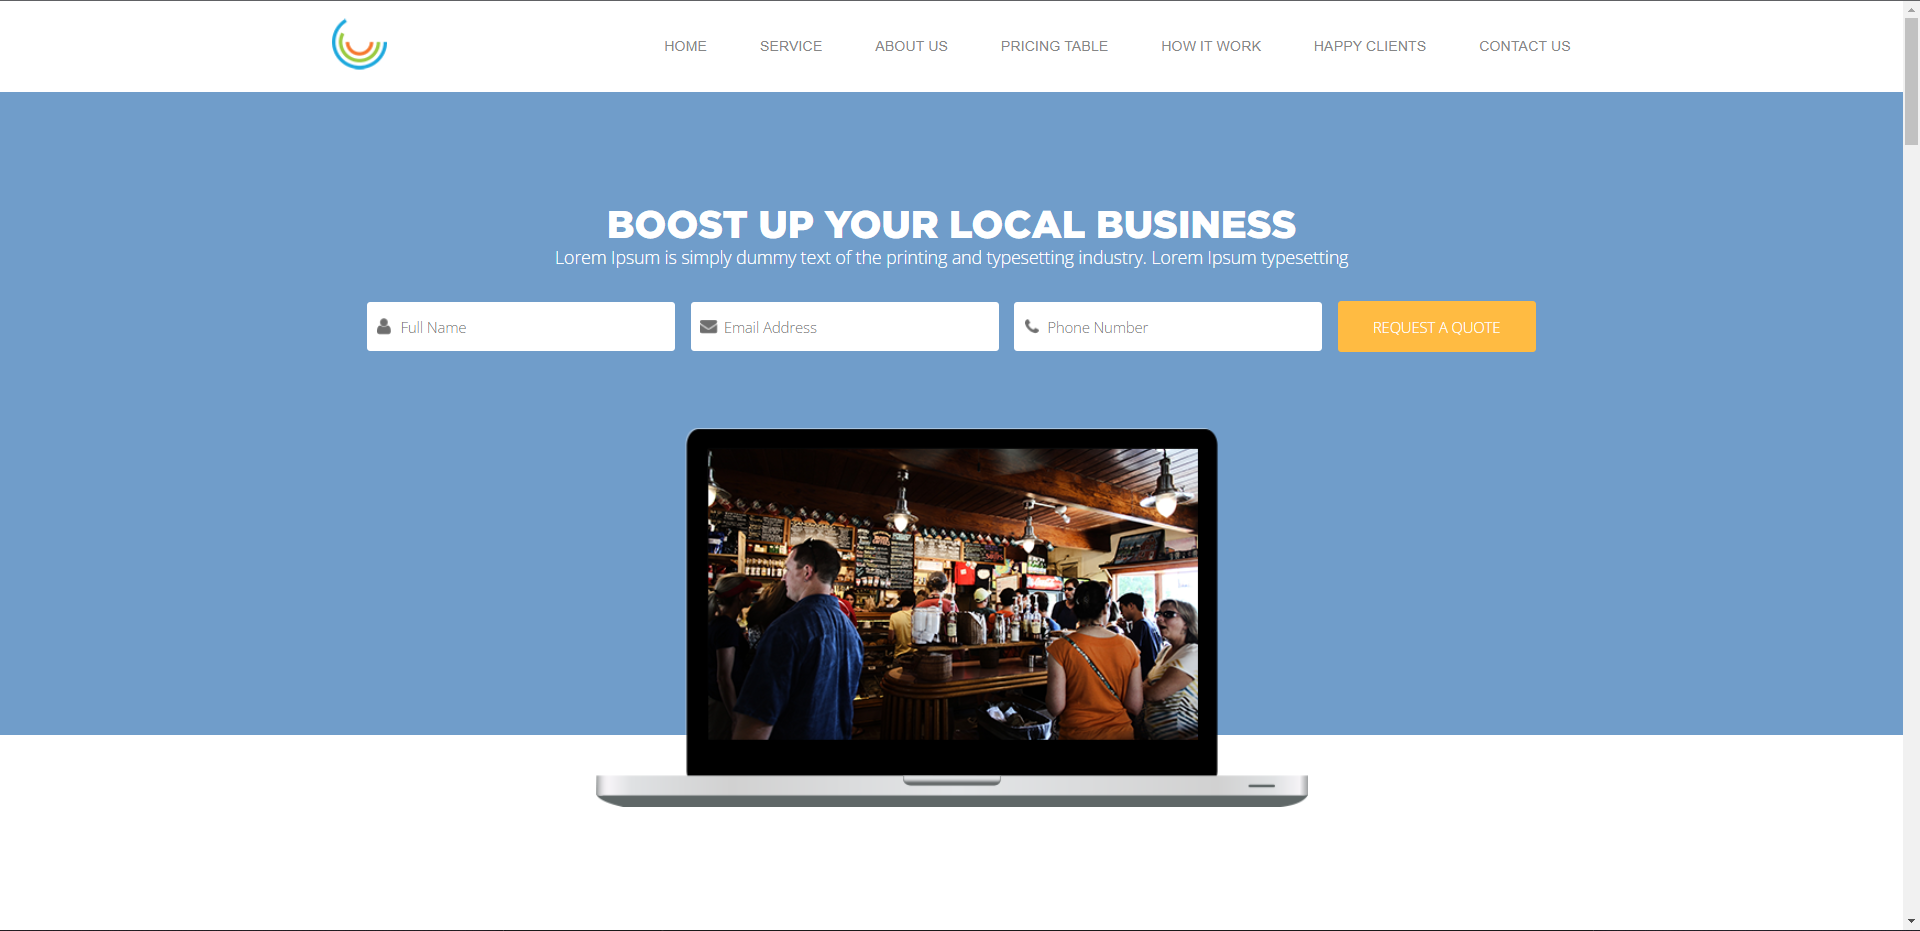 HOME SERVICE ABOUT US PRICING TABLE HOW IT WORK HAPPY CLIENTS CONTACT US
BOOST UP YOUR LOCAL BUSINESS
Lorem Ipsum is simply dummy text of the printing and typesetting industry. Lorem Ipsum typesetting
Full Name Email Address Phone Number REQUEST A QUOTE